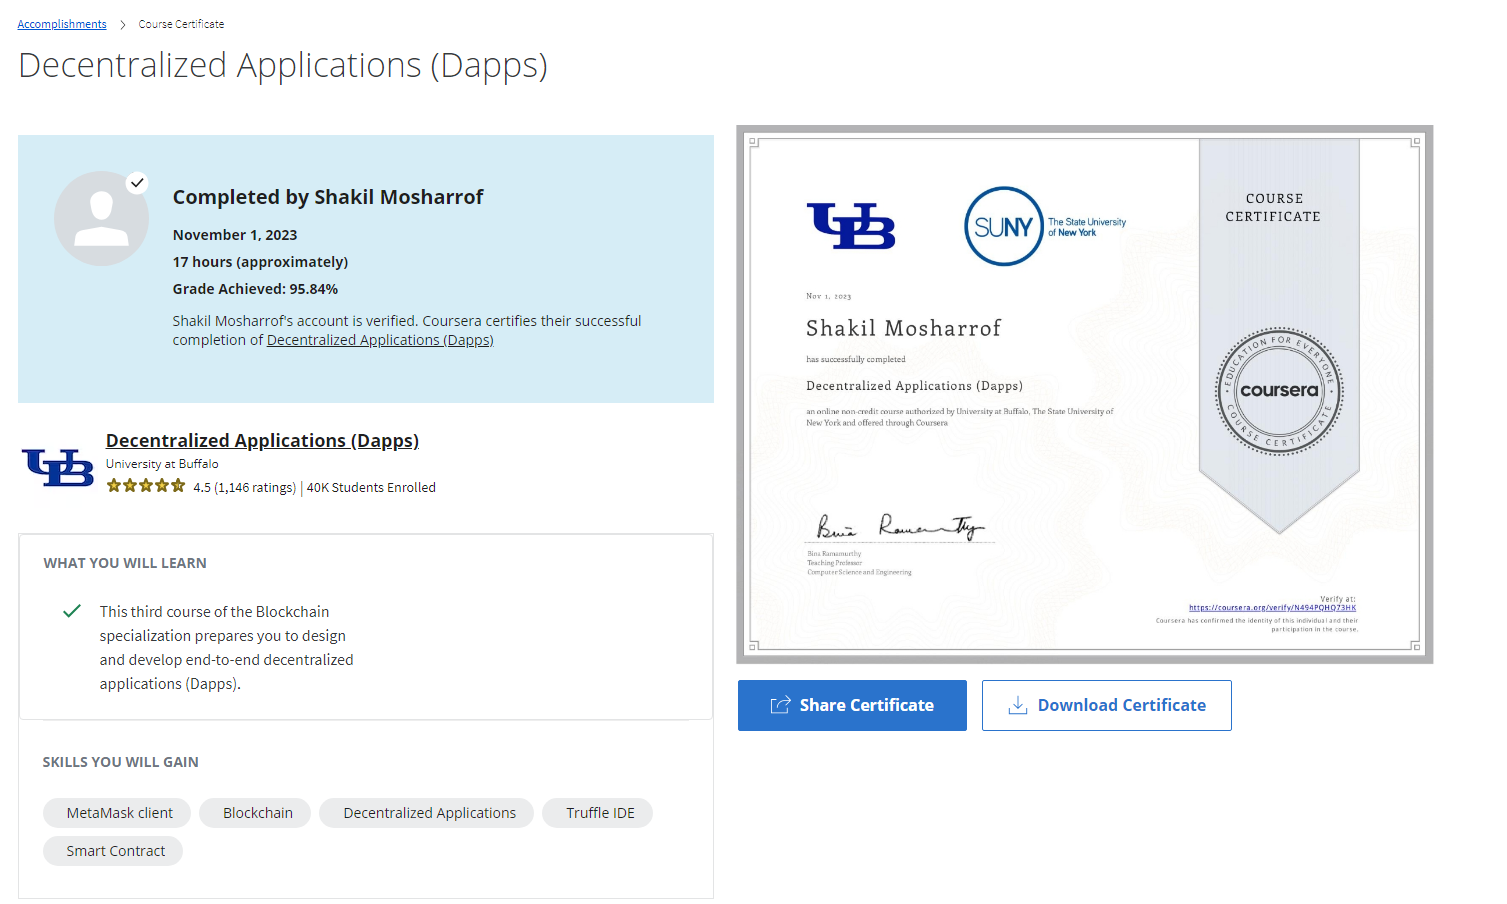 Accomplishments > Course Certificate
Decentralized Applications (Dapps)
Completed by Shakil Mosharrof
November 1, 2023
17 hours (approximately)
Grade Achieved: 95.84%
Shakil Mosharrof's account is verified. Coursera certifies their successful
completion of Decentralized Applications (Dapps)
UB
Decentralized Applications (Dapps)
University at Buffalo
4.5 (1,146 ratings) | 40K Students Enrolled
WHAT YOU WILL LEARN
This third course of the Blockchain
specialization prepares you to design
and develop end-to-end decentralized
applications (Dapps).
SKILLS YOU WILL GAIN
MetaMask client
Blockchain
Decentralized Applications
Truffle IDE
Smart Contract
UB
SUNY
The State University
of New York
COURSE
CERTIFICATE
Nov 1, 2023
Shakil Mosharrof
has successfully completed
Decentralized Applications (Dapps)
an online non-credit course authorized by University at Buffalo, The State University of
New York and offered through Coursera
EDUCATION FOR EVERYONE
coursera
COURSE CERTIFICATE
Bina Ramamurthy
Bina Ramamurthy
Teaching Professor
Computer Science and Engineering
Verify at:
https://coursera.org/verify/N494PQHQ73HK
Coursera has confirmed the identity of this individual and their
participation in the course.
Share Certificate
Download Certificate